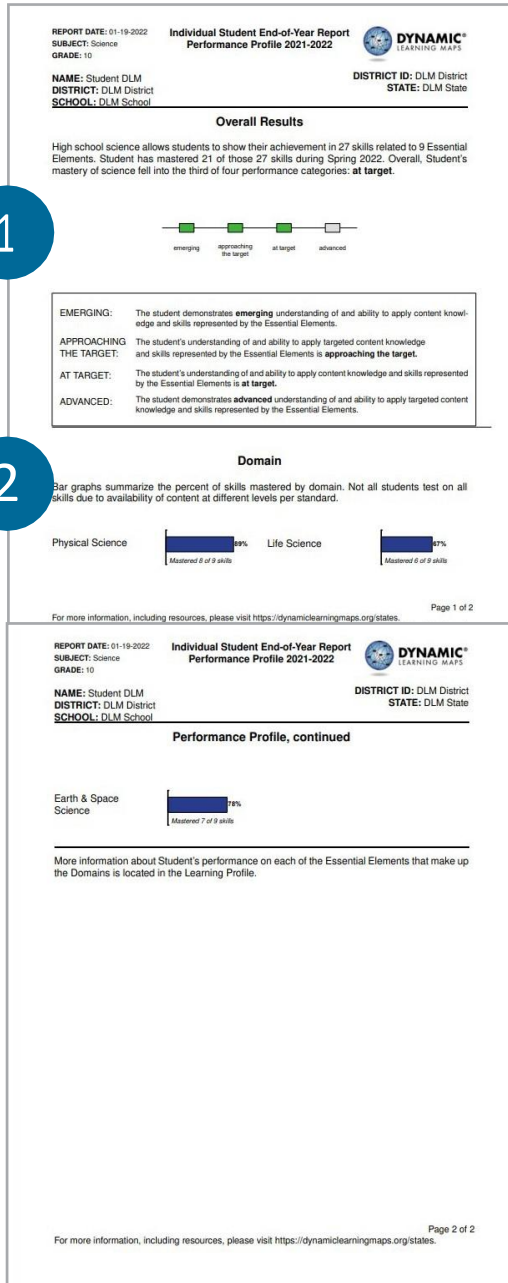 REPORT DATE: 01-19-2022
SUBJECT: Science
GRADE: 10
Individual Student End-of-Year Report
Performance Profile 2021-2022
DYNAMIC®
LEARNING MAPS
NAME: Student DLM
DISTRICT: DLM District
SCHOOL: DLM School
DISTRICT ID: DLM District
STATE: DLM State
Overall Results
High school science allows students to show their achievement in 27 skills related to 9 Essential
Elements. Student has mastered 21 of those 27 skills during Spring 2022. Overall, Student's
mastery of science fell into the third of four performance categories: at target.
1
emerging
approaching
the target
at target
advanced
EMERGING: The student demonstrates emerging understanding of and ability to apply content knowl-
edge and skills represented by the Essential Elements.
APPROACHING The student's understanding of and ability to apply targeted content knowledge
THE TARGET: and skills represented by the Essential Elements is approaching the target.
AT TARGET: The student's understanding of and ability to apply content knowledge and skills represented
by the Essential Elements is at target.
ADVANCED: The student demonstrates advanced understanding of and ability to apply targeted content
knowledge and skills represented by the Essential Elements.
Domain
2
Bar graphs summarize the percent of skills mastered by domain. Not all students test on all
skills due to availability of content at different levels per standard.
Physical Science
89%
Mastered 8 of 9 skills
Life Science
67%
Mastered 6 of 9 skills
Page 1 of 2
For more information, including resources, please visit https://dynamiclearningmaps.org/states.
REPORT DATE: 01-19-2022
SUBJECT: Science
GRADE: 10
Individual Student End-of-Year Report
Performance Profile 2021-2022
DYNAMIC®
LEARNING MAPS
NAME: Student DLM
DISTRICT: DLM District
SCHOOL: DLM School
DISTRICT ID: DLM District
STATE: DLM State
Performance Profile, continued
Earth & Space
Science
78%
Mastered 7 of 9 skills
More information about Student's performance on each of the Essential Elements that make up
the Domains is located in the Learning Profile.
Page 2 of 2
For more information, including resources, please visit https://dynamiclearningmaps.org/states.